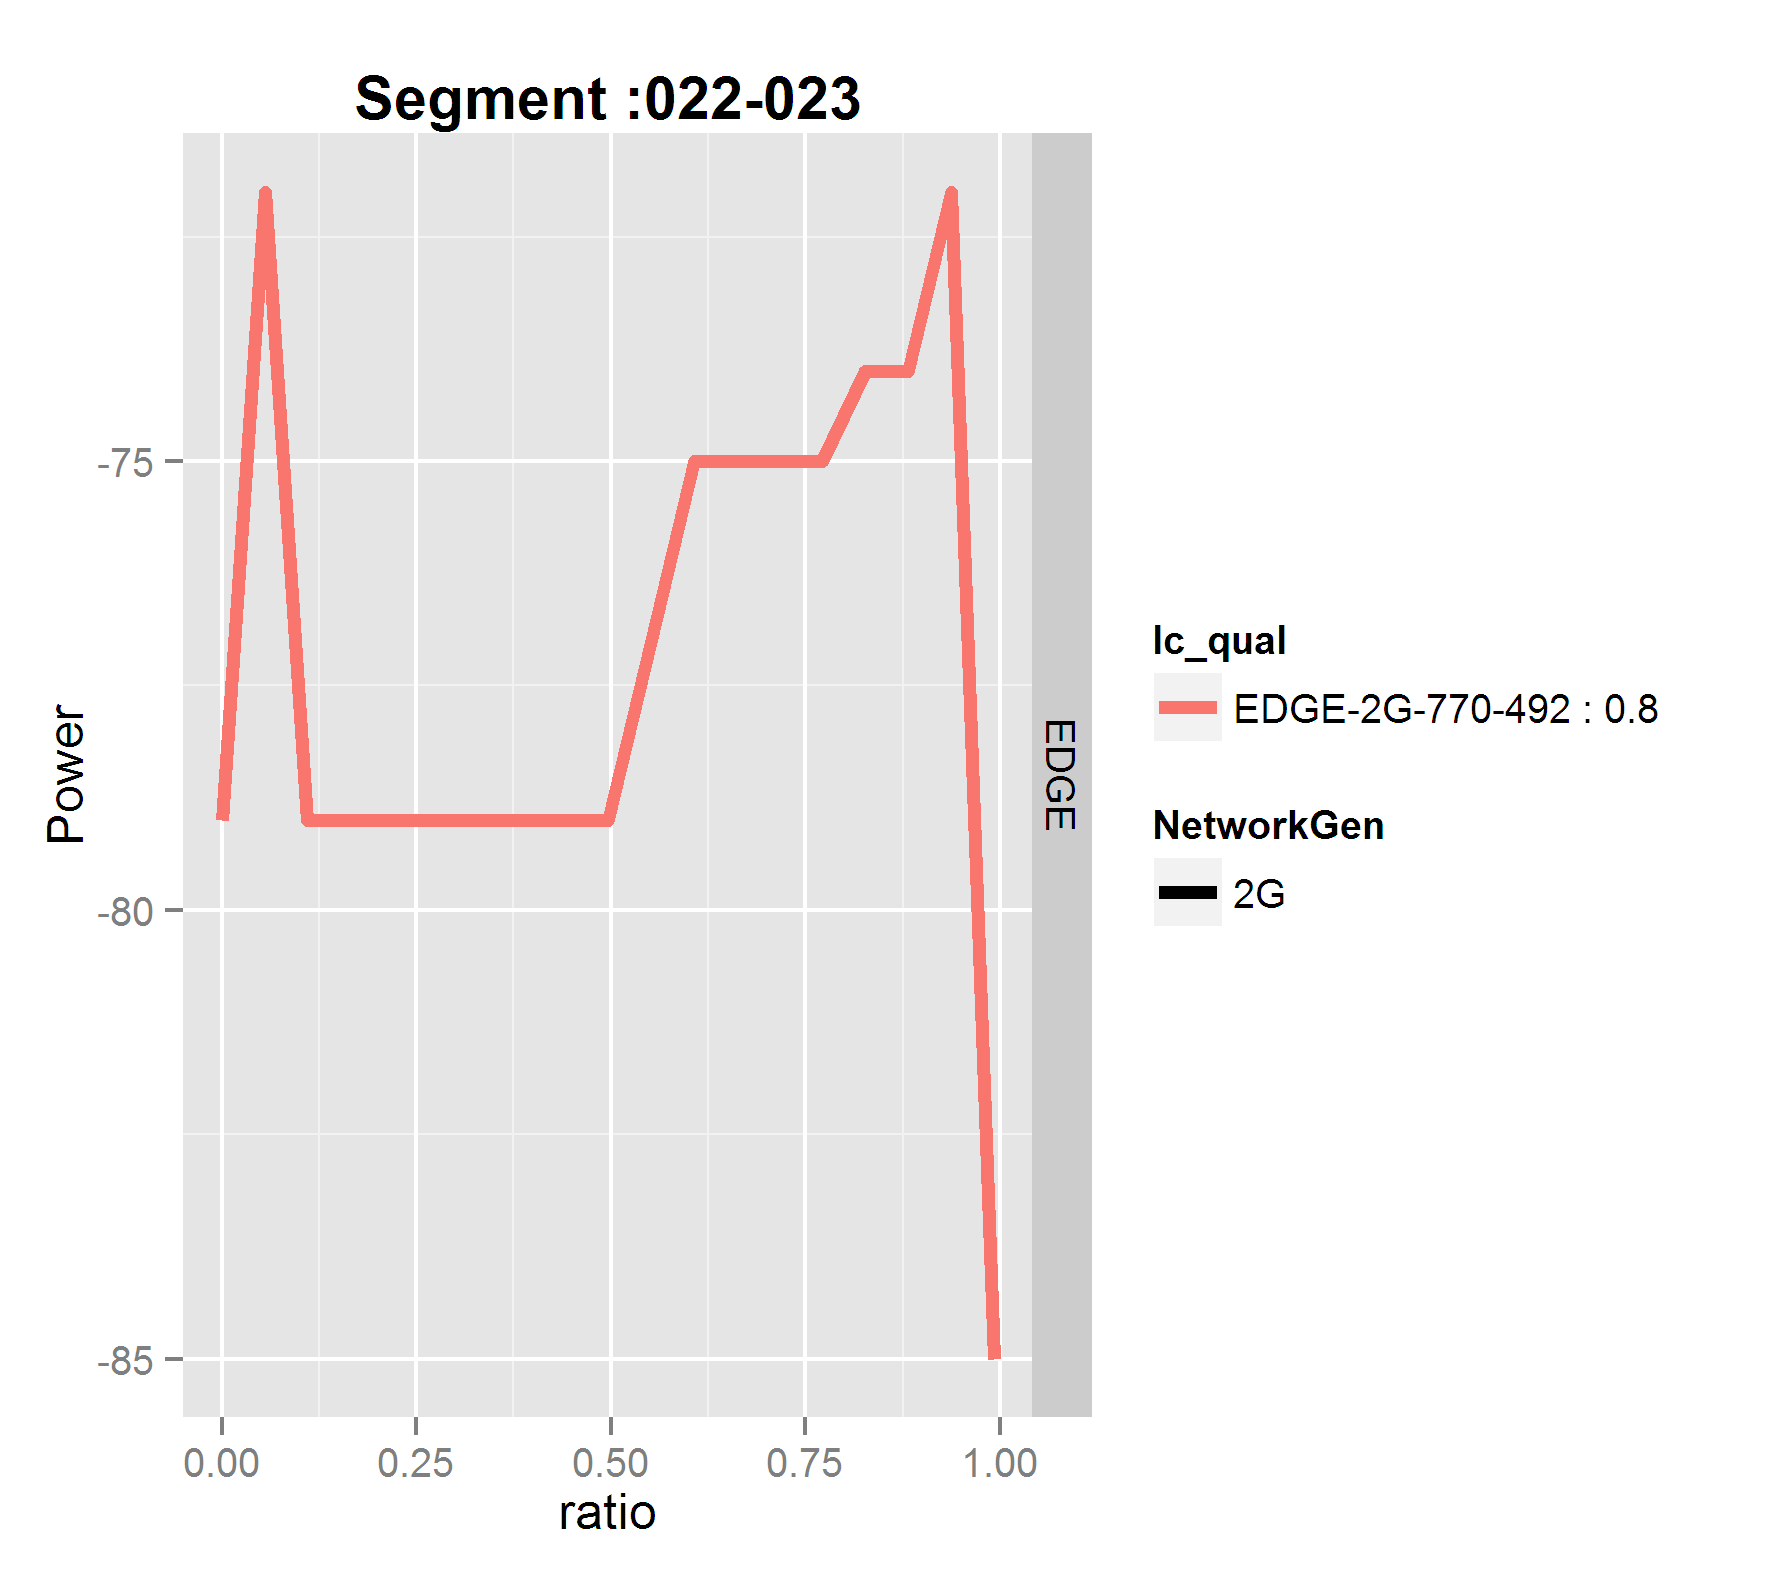 Segment :022-023
Power
-75
-80
-85
0.00 0.25 0.50 0.75 1.00
ratio
EDGE
lc_qual
EDGE-2G-770-492 : 0.8
NetworkGen
2G